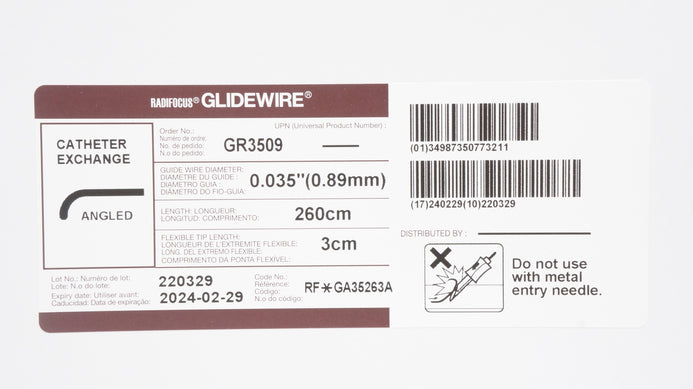 RADIFOCUS® GLIDEWIRE®
CATHETER
EXCHANGE
ANGLED
Order No.:
Numéro de ordre:
No. de pedido:
N.o do pedido:
GR3509
UPN (Universal Product Number) :
GUIDE WIRE DIAMETER:
DIAMETRE DU GUIDE :
DIAMETRO GUIA :
DIÂMETRO DO FIO-GUIA:
0.035"(0.89mm)
LENGTH: LONGUEUR:
LONGITUD: COMPRIMENTO:
260cm
FLEXIBLE TIP LENGTH:
LONGUEUR DE L'EXTREMITE FLEXIBLE:
LONG. DEL EXTREMO FLEXIBLE:
COMPRIMENTO DA PONTA FLEXÍVEL:
3cm
Lot No.: Numéro de lot:
Lote: N.o do lote:
220329
Expiry date: Utiliser avant:
Caducidad: Data de expiração:
2024-02-29
Code No.:
Référence:
Código:
N.o do código:
RF*GA35263A
(01)34987350773211
(17)240229(10)220329
DISTRIBUTED BY :
Do not use
with metal
entry needle.